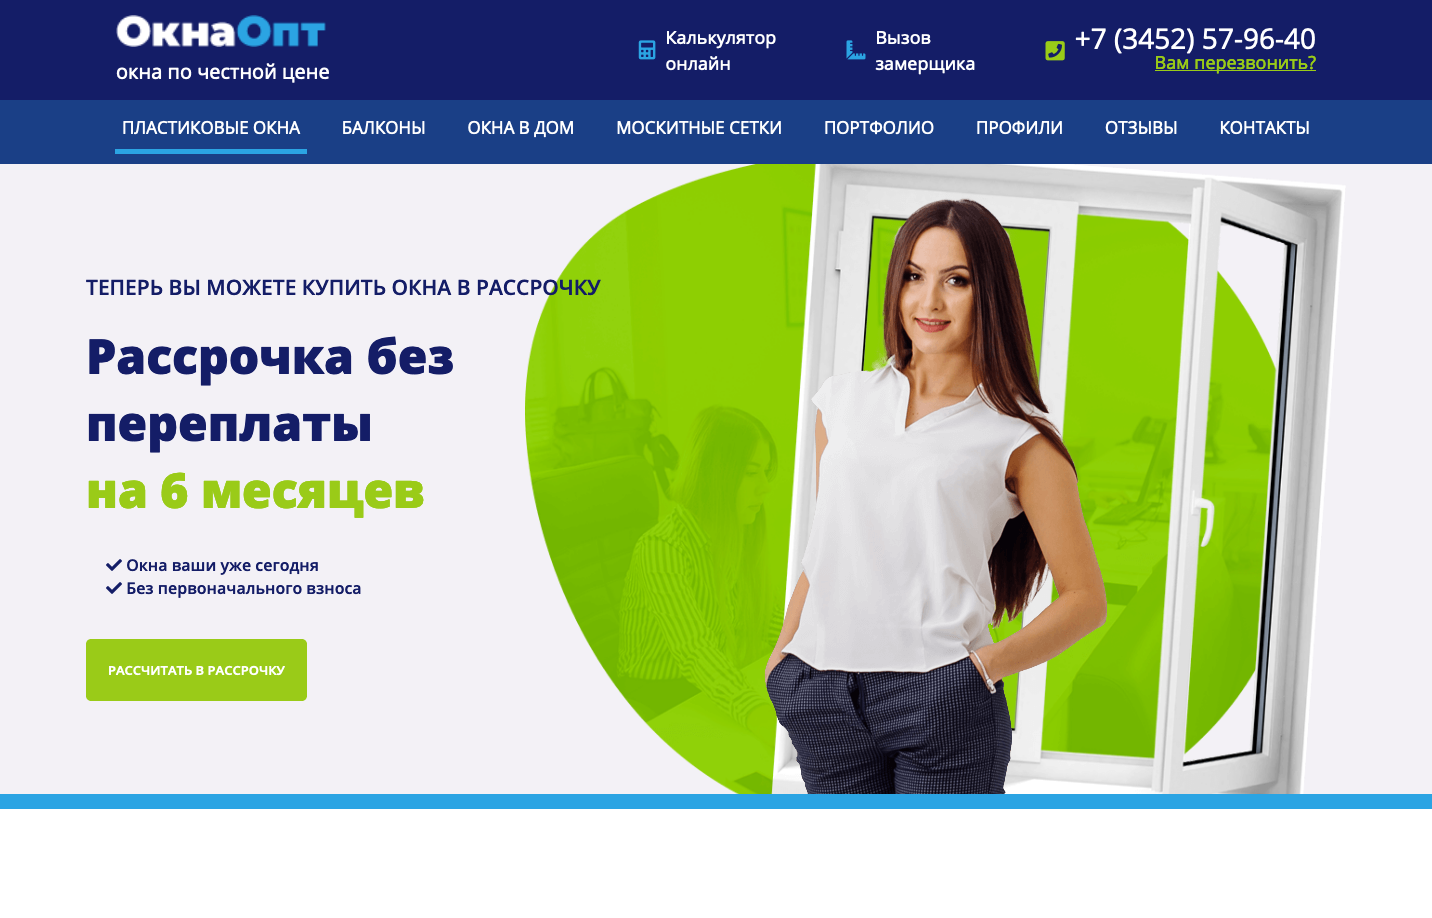 ОкнаОпт
окна по честной цене
Калькулятор
онлайн
Вызов
замерщика
+7 (3452) 57-96-40
Вам перезвонить?
ПЛАСТИКОВЫЕ ОКНА БАЛКОНЫ ОКНА В ДОМ МОСКИТНЫЕ СЕТКИ ПОРТФОЛИО ПРОФИЛИ ОТЗЫВЫ КОНТАКТЫ
ТЕПЕРЬ ВЫ МОЖЕТЕ КУПИТЬ ОКНА В РАССРОЧКУ
Рассрочка без
переплаты
на 6 месяцев
Окна ваши уже сегодня
Без первоначального взноса
РАССЧИТАТЬ В РАССРОЧКУ